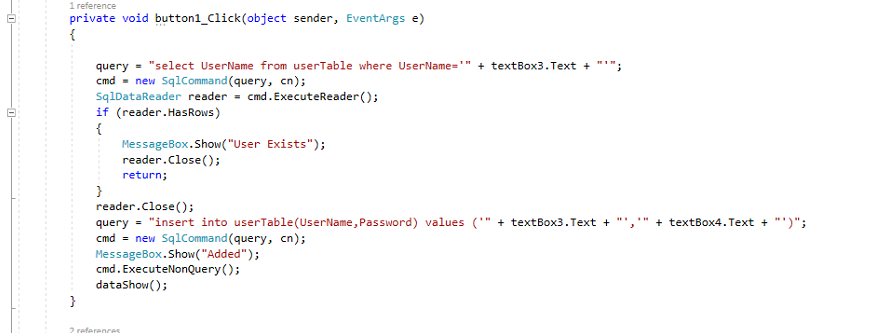 1 reference
private void button1_Click(object sender, EventArgs e)
{
query = "select UserName from userTable where UserName='" + textBox3.Text + "'";
cmd = new SqlCommand(query, cn);
SqlDataReader reader = cmd.ExecuteReader();
if (reader.HasRows)
{
MessageBox.Show("User Exists");
reader.Close();
return;
}
reader.Close();
query = "insert into userTable(UserName,Password) values ('" + textBox3.Text + "','" + textBox4.Text + "')";
cmd = new SqlCommand(query, cn);
MessageBox.Show("Added");
cmd.ExecuteNonQuery();
dataShow();
}
2 references